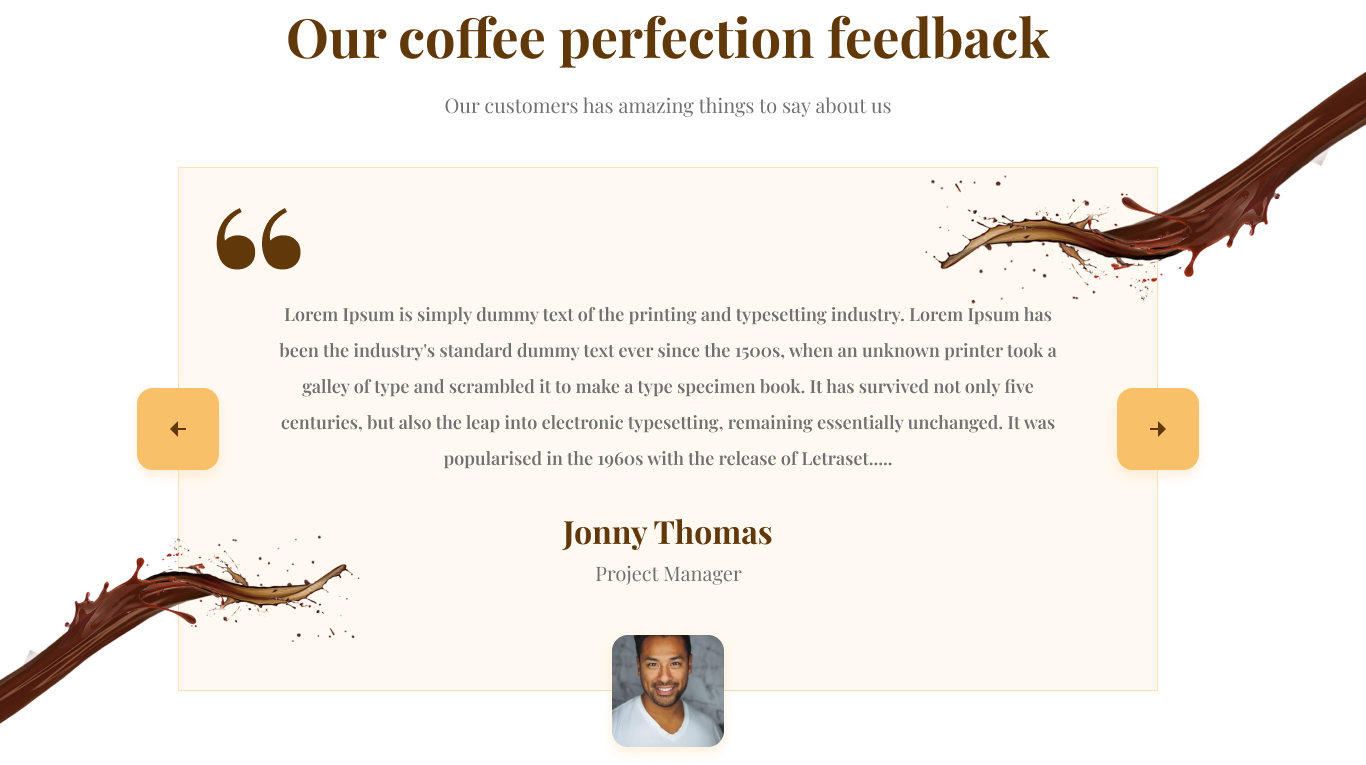 Our coffee perfection feedback
Our customers has amazing things to say about us
“
Lorem Ipsum is simply dummy text of the printing and typesetting industry. Lorem Ipsum has
been the industry's standard dummy text ever since the 1500s, when an unknown printer took a
galley of type and scrambled it to make a type specimen book. It has survived not only five
centuries, but also the leap into electronic typesetting, remaining essentially unchanged. It was
popularised in the 1960s with the release of Letraset.....
Jonny Thomas
Project Manager